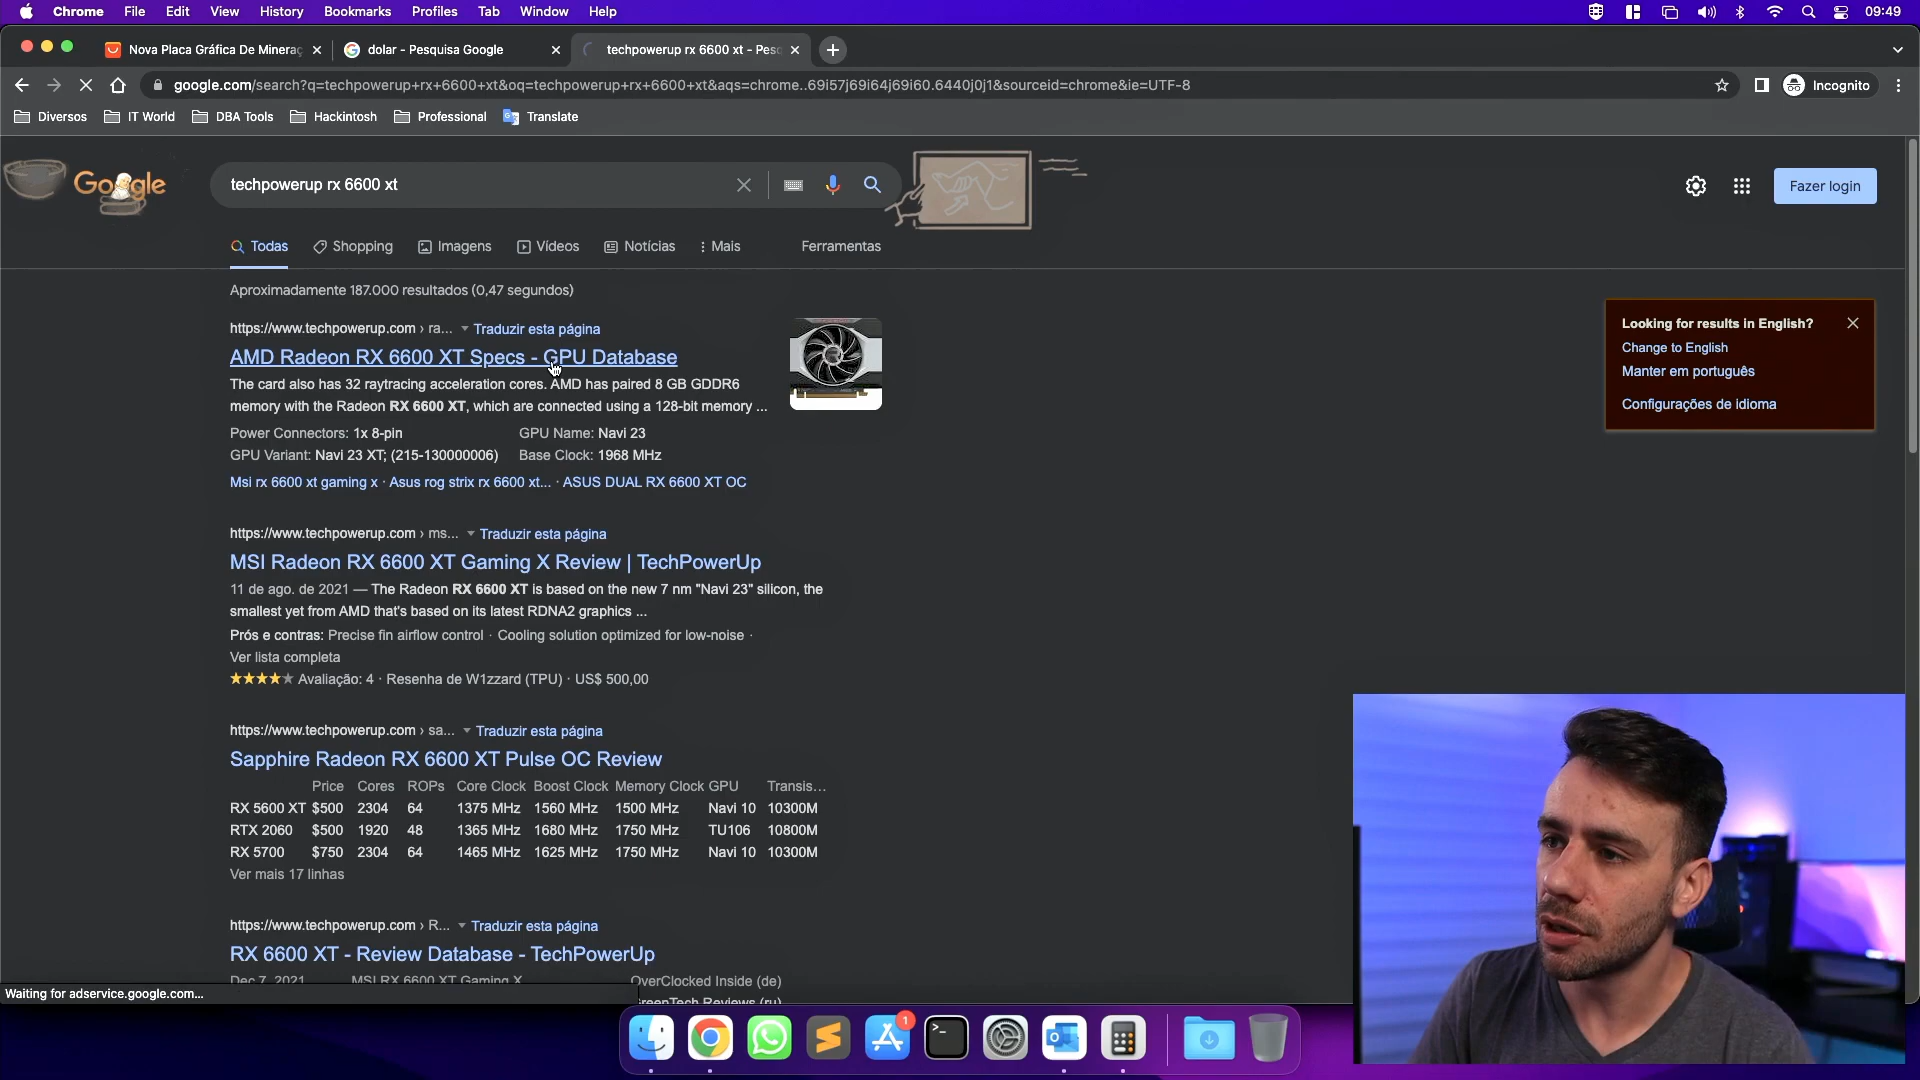 Chrome File Edit View History Bookmarks Profiles Tab Window Help 09:49
Nova Placa Gráfica De Mineraç dolar - Pesquisa Google techpowerup rx 6600 xt - Pesq
google.com/search?q=techpowerup+rx+6600+xt&oq=techpowerup+rx+6600+xt&aqs=chrome..69i57j69i64j69i60.6440j0j1&sourceid=chrome&ie=UTF-8 Incognito
Diversos IT World DBA Tools Hackintosh Professional Translate
Google techpowerup rx 6600 xt Fazer login
Todas Shopping Imagens Vídeos Notícias Mais Ferramentas
Aproximadamente 187.000 resultados (0,47 segundos)
https://www.techpowerup.com › ra... Traduzir esta página
AMD Radeon RX 6600 XT Specs - GPU Database
The card also has 32 raytracing acceleration cores. AMD has paired 8 GB GDDR6
memory with the Radeon RX 6600 XT, which are connected using a 128-bit memory ...
Power Connectors: 1x 8-pin GPU Name: Navi 23
GPU Variant: Navi 23 XT; (215-130000006) Base Clock: 1968 MHz
Msi rx 6600 xt gaming x · Asus rog strix rx 6600 xt... · ASUS DUAL RX 6600 XT OC
Looking for results in English?
Change to English
Manter em português
Configurações de idioma
https://www.techpowerup.com › ms... Traduzir esta página
MSI Radeon RX 6600 XT Gaming X Review | TechPowerUp
11 de ago. de 2021 — The Radeon RX 6600 XT is based on the new 7 nm "Navi 23" silicon, the
smallest yet from AMD that's based on its latest RDNA2 graphics ...
Prós e contras: Precise fin airflow control · Cooling solution optimized for low-noise ·
Ver lista completa
Avaliação: 4 · Resenha de W1zzard (TPU) · US$ 500,00
https://www.techpowerup.com › sa... Traduzir esta página
Sapphire Radeon RX 6600 XT Pulse OC Review
Price Cores ROPs Core Clock Boost Clock Memory Clock GPU Transis...
RX 5600 XT $500 2304 64 1375 MHz 1560 MHz 1500 MHz Navi 10 10300M
RTX 2060 $500 1920 48 1365 MHz 1680 MHz 1750 MHz TU106 10800M
RX 5700 $750 2304 64 1465 MHz 1625 MHz 1750 MHz Navi 10 10300M
Ver mais 17 linhas
https://www.techpowerup.com › R... Traduzir esta página
RX 6600 XT - Review Database - TechPowerUp
Dec 7, 2021 MSI RX 6600 XT Gaming X OverClocked Inside (de)
GreenTech Reviews (ru)
Waiting for adservice.google.com...
1